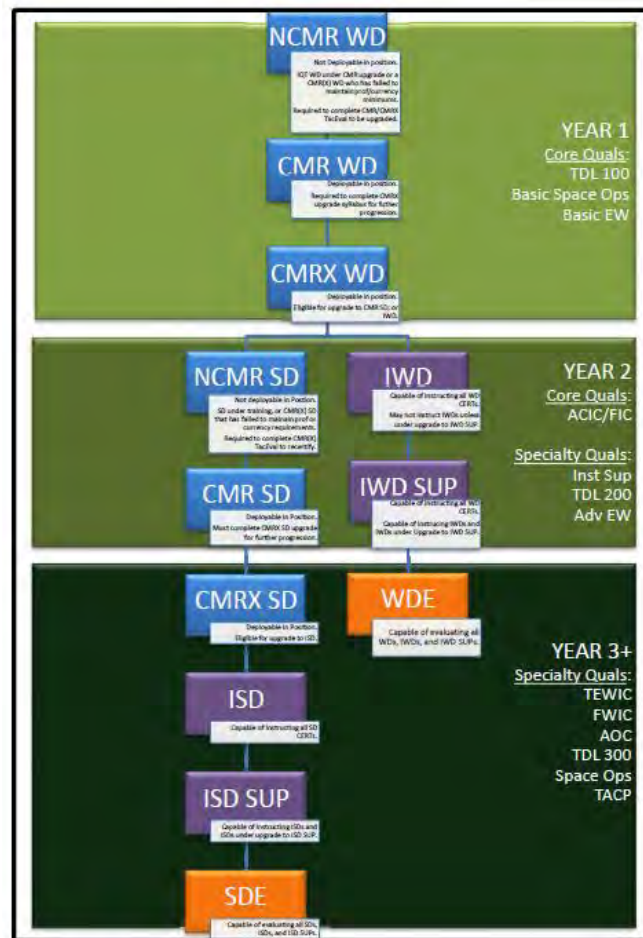 NCMR WD
Not Deployable in position.
IQT WD under CMR upgrade or a
CMR(X) WD who has failed to
maintain prof/currency
minimums.
Required to complete CMR/CMRX
TacEval to be upgraded.
CMR WD
Deployable in position.
Required to complete CMRX
upgrade syllabus for further
progression.
CMRX WD
Deployable in position.
Eligible for upgrade to CMR SD, or
IWD.
YEAR 1
Core Quals:
TDL 100
Basic Space Ops
Basic EW
NCMR SD
Not deployable in Position.
SD under training, or CMR(X) SD
that has failed to maintain prof or
currency requirements.
Required to complete CMR(X)
TacEval to recertify.
CMR SD
Deployable in Position.
Must complete CMRX SD upgrade
for further progression.
IWD
Capable of instructing all WD
CERTs.
May not instruct IWDs unless
under upgrade to IWD SUP.
IWD SUP
Capable of instructing all WD
CERTs.
Capable of instrucing IWDs and
IWDs under Upgrade to IWD SUP.
YEAR 2
Core Quals:
ACIC/FIC
Specialty Quals:
Inst Sup
TDL 200
Adv EW
CMRX SD
Deployable in Position.
Eligible for upgrade to ISD.
ISD
Capable of instructing all SD
CERTs.
ISD SUP
Capable of instructing ISDs and
ISDs under upgrade to ISD SUP.
SDE
Capable of evaluating all SDs,
ISDs, and ISD SUPs.
WDE
Capable of evaluating all
WDs, IWDs, and IWD SUPs.
YEAR 3+
Specialty Quals:
TEWIC
FWIC
AOC
TDL 300
Space Ops
TACP